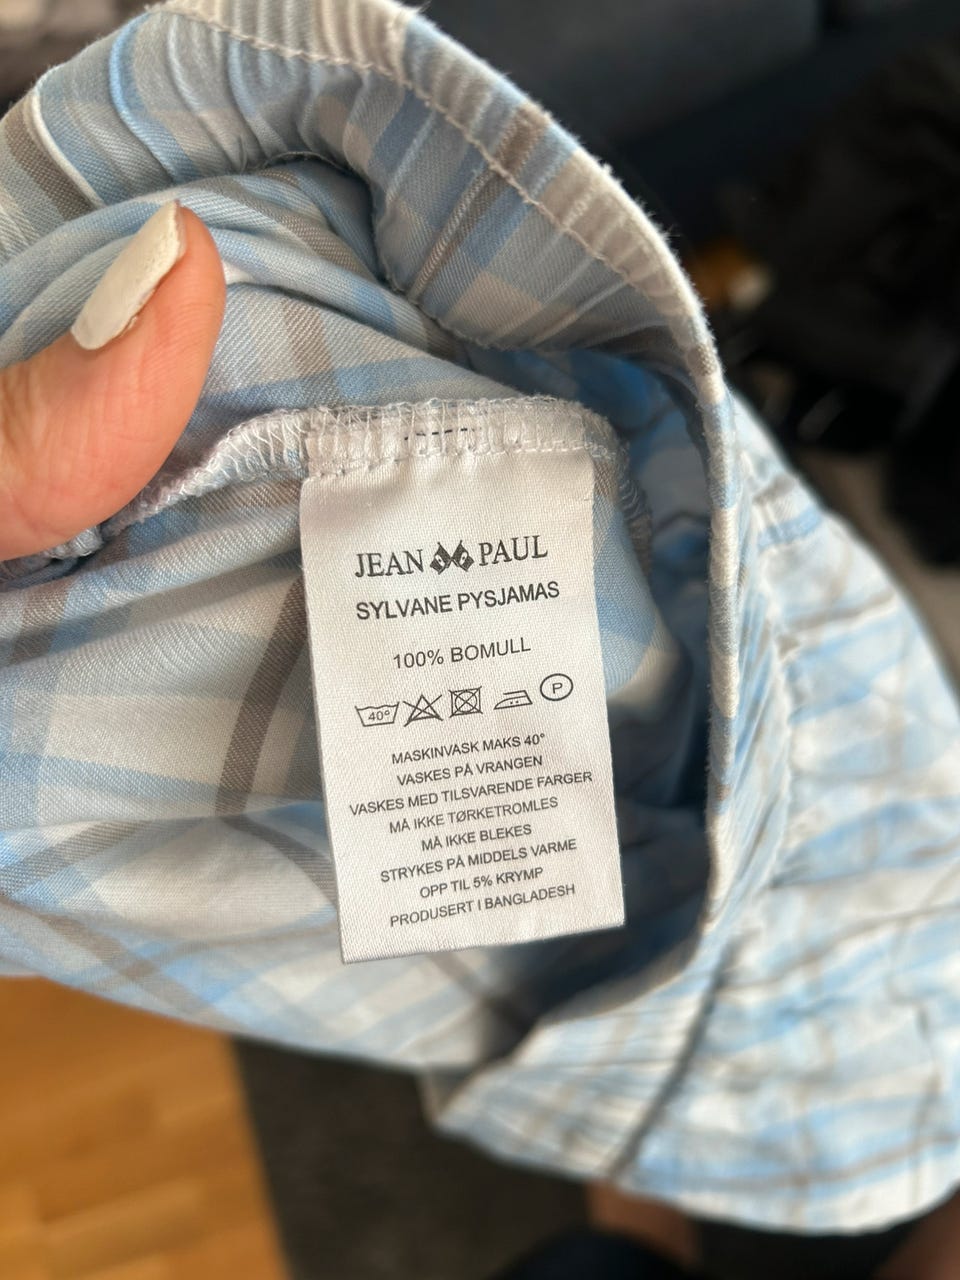 JEAN PAUL
SYLVANE PYSJAMAS
100% BOMULL
40° P
MASKINVASK MAKS 40°
VASKES PÅ VRANGEN
VASKES MED TILSVARENDE FARGER
MÅ IKKE TØRKETROMLES
MÅ IKKE BLEKES
STRYKES PÅ MIDDELS VARME
OPP TIL 5% KRYMP
PRODUSERT I BANGLADESH